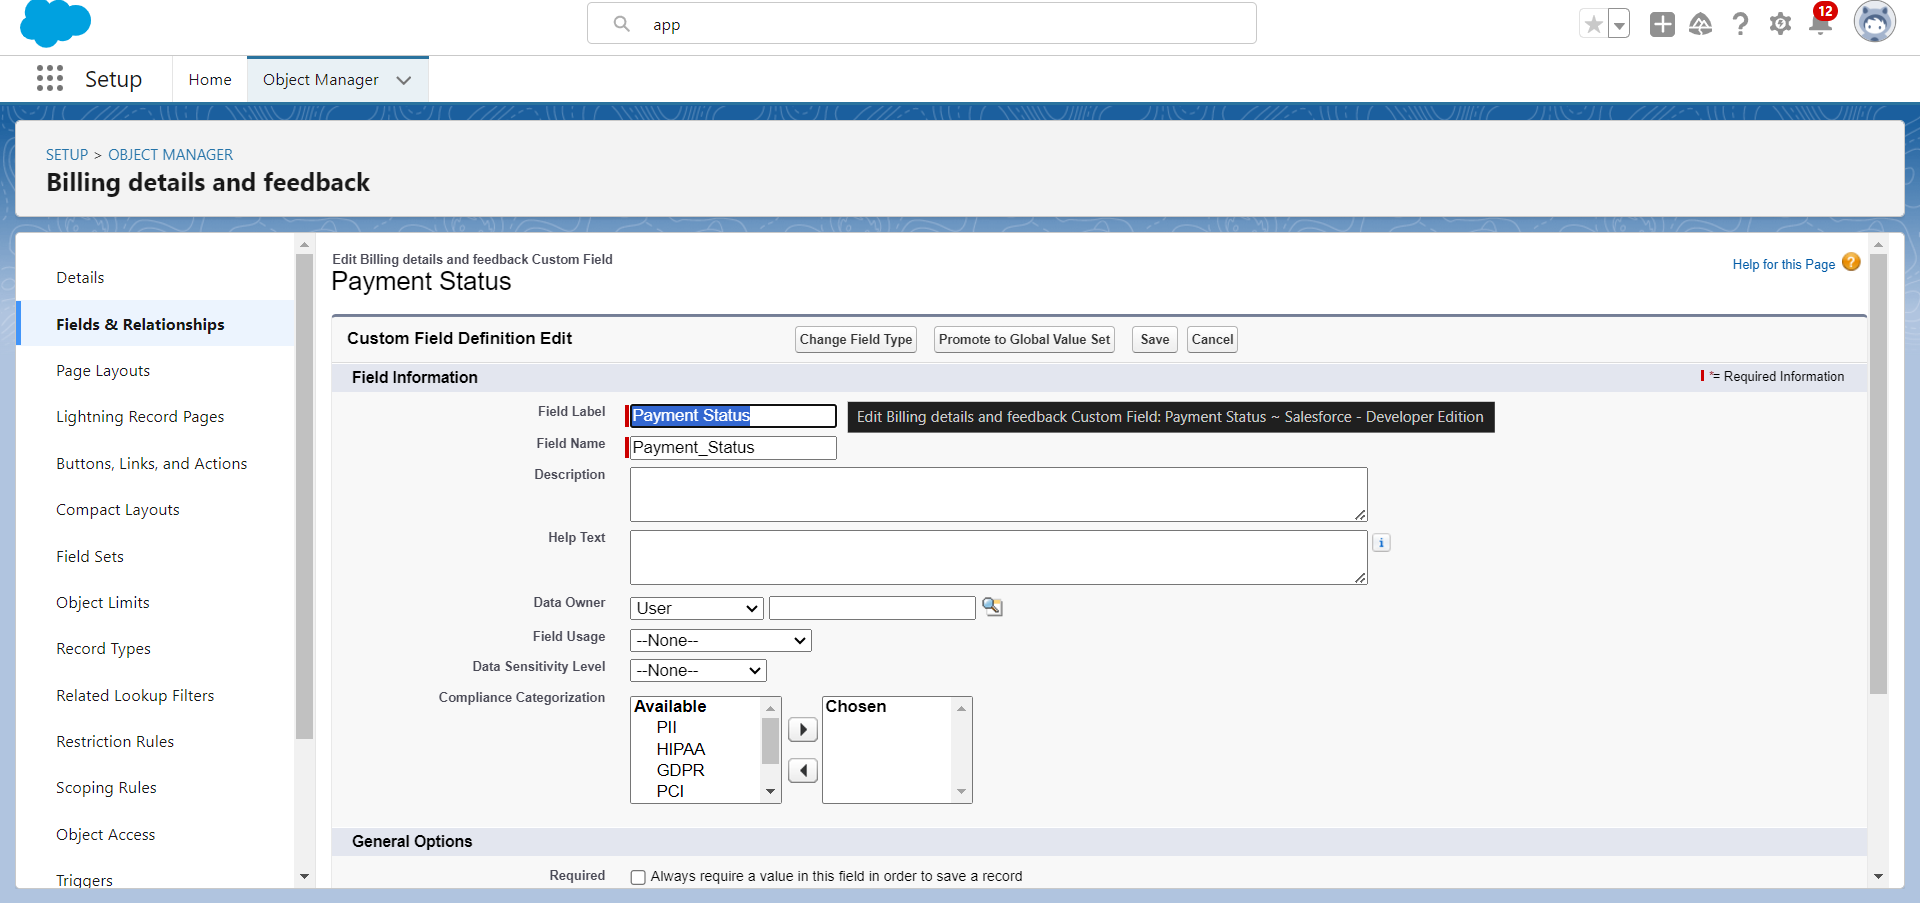 app
12
Setup
Home
Object Manager
SETUP > OBJECT MANAGER
Billing details and feedback
Details
Fields & Relationships
Page Layouts
Lightning Record Pages
Buttons, Links, and Actions
Compact Layouts
Field Sets
Object Limits
Record Types
Related Lookup Filters
Restriction Rules
Scoping Rules
Object Access
Triggers
Edit Billing details and feedback Custom Field
Payment Status
Help for this Page ?
Custom Field Definition Edit
Change Field Type
Promote to Global Value Set
Save
Cancel
Field Information
*= Required Information
Field Label
Payment Status
Edit Billing details and feedback Custom Field: Payment Status ~ Salesforce - Developer Edition
Field Name
Payment_Status
Description
Help Text
i
Data Owner
User
Field Usage
--None--
Data Sensitivity Level
--None--
Compliance Categorization
Available
PII
HIPAA
GDPR
PCI
Chosen
General Options
Required
Always require a value in this field in order to save a record